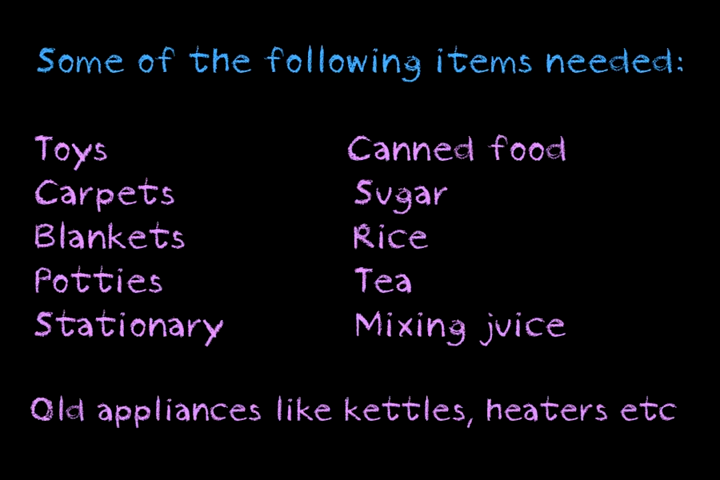 Some of the following items needed:
Toys
Carpets
Blankets
Potties
Stationary
Canned food
Sugar
Rice
Tea
Mixing juice
Old appliances like kettles, heaters etc